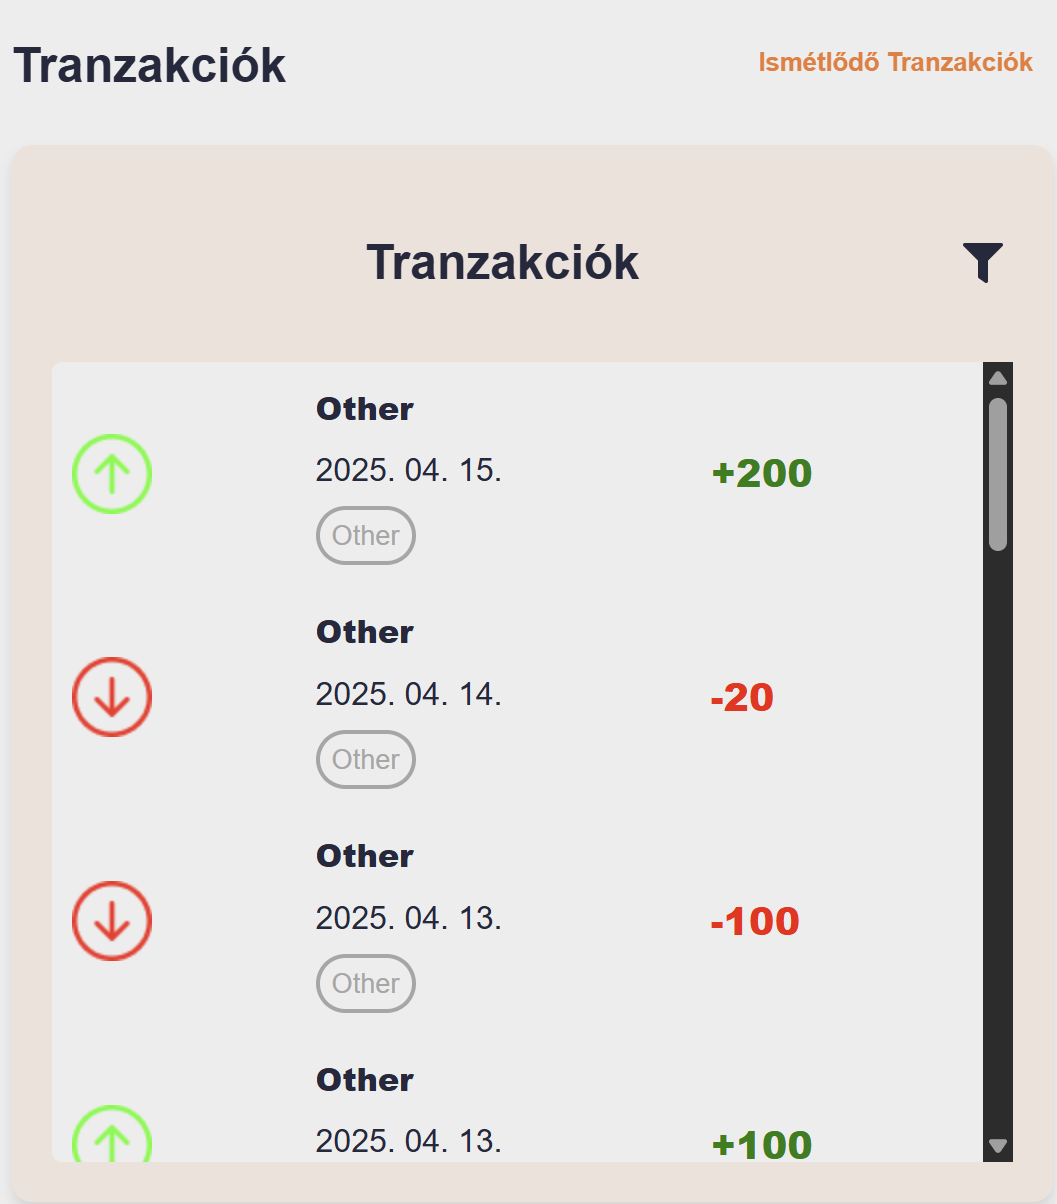 Tranzakciók
Ismétlődő Tranzakciók
Tranzakciók
Other
2025. 04. 15.
+200
Other
Other
2025. 04. 14.
-20
Other
Other
2025. 04. 13.
-100
Other
Other
2025. 04. 13.
+100